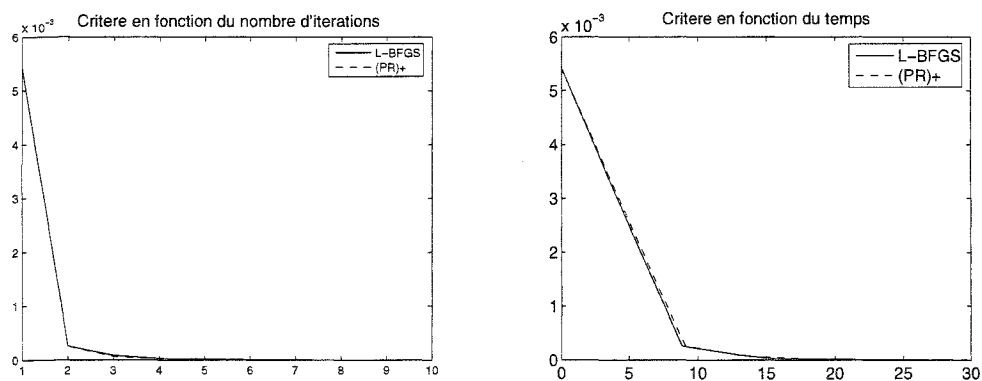 Critere en fonction du nombre d'iterations
x 10⁻³
6
5
4
3
2
1
0
1 2 3 4 5 6 7 8 9 10
L-BFGS
(PR)+
Critere en fonction du temps
x 10⁻³
6
5
4
3
2
1
0
0 5 10 15 20 25 30
L-BFGS
(PR)+